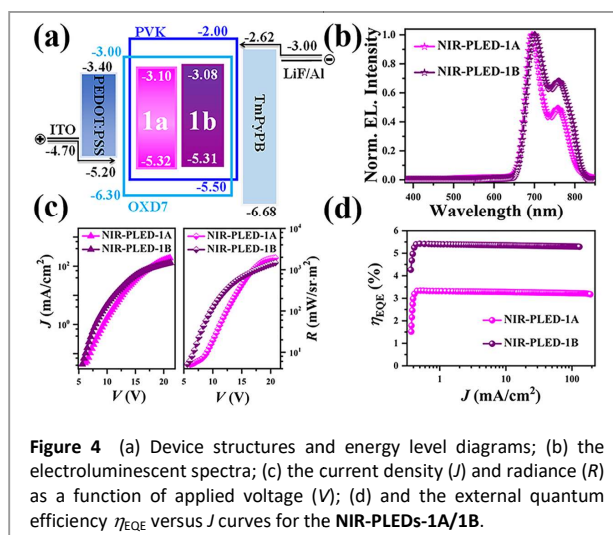 (a)
PVK
-2.00
-2.62
-3.00
LiF/Al
-3.00
-3.40
PEDOT:PSS
-3.10
-3.08
1a
1b
TmPyPB
ITO
-4.70
-5.20
-5.32
-5.31
-5.50
-6.30
OXD7
-6.68
(b)
Norm. EL. Intensity
NIR-PLED-1A
NIR-PLED-1B
1.0
0.8
0.6
0.4
0.2
0.0
400 500 600 700 800
Wavelength (nm)
(c)
NIR-PLED-1A
NIR-PLED-1B
J (mA/cm²)
10²
10⁰
5 10 15 20
V (V)
NIR-PLED-1A
NIR-PLED-1B
10⁴
10³
10²
10¹
R (mW/sr·m²)
5 10 15 20
V (V)
(d)
ηEQE (%)
6
5
4
3
2
1
0
NIR-PLED-1A
NIR-PLED-1B
1 10 100
J (mA/cm²)
Figure 4 (a) Device structures and energy level diagrams; (b) the
electroluminescent spectra; (c) the current density (J) and radiance (R)
as a function of applied voltage (V); (d) and the external quantum
efficiency ηEQE versus J curves for the NIR-PLEDs-1A/1B.